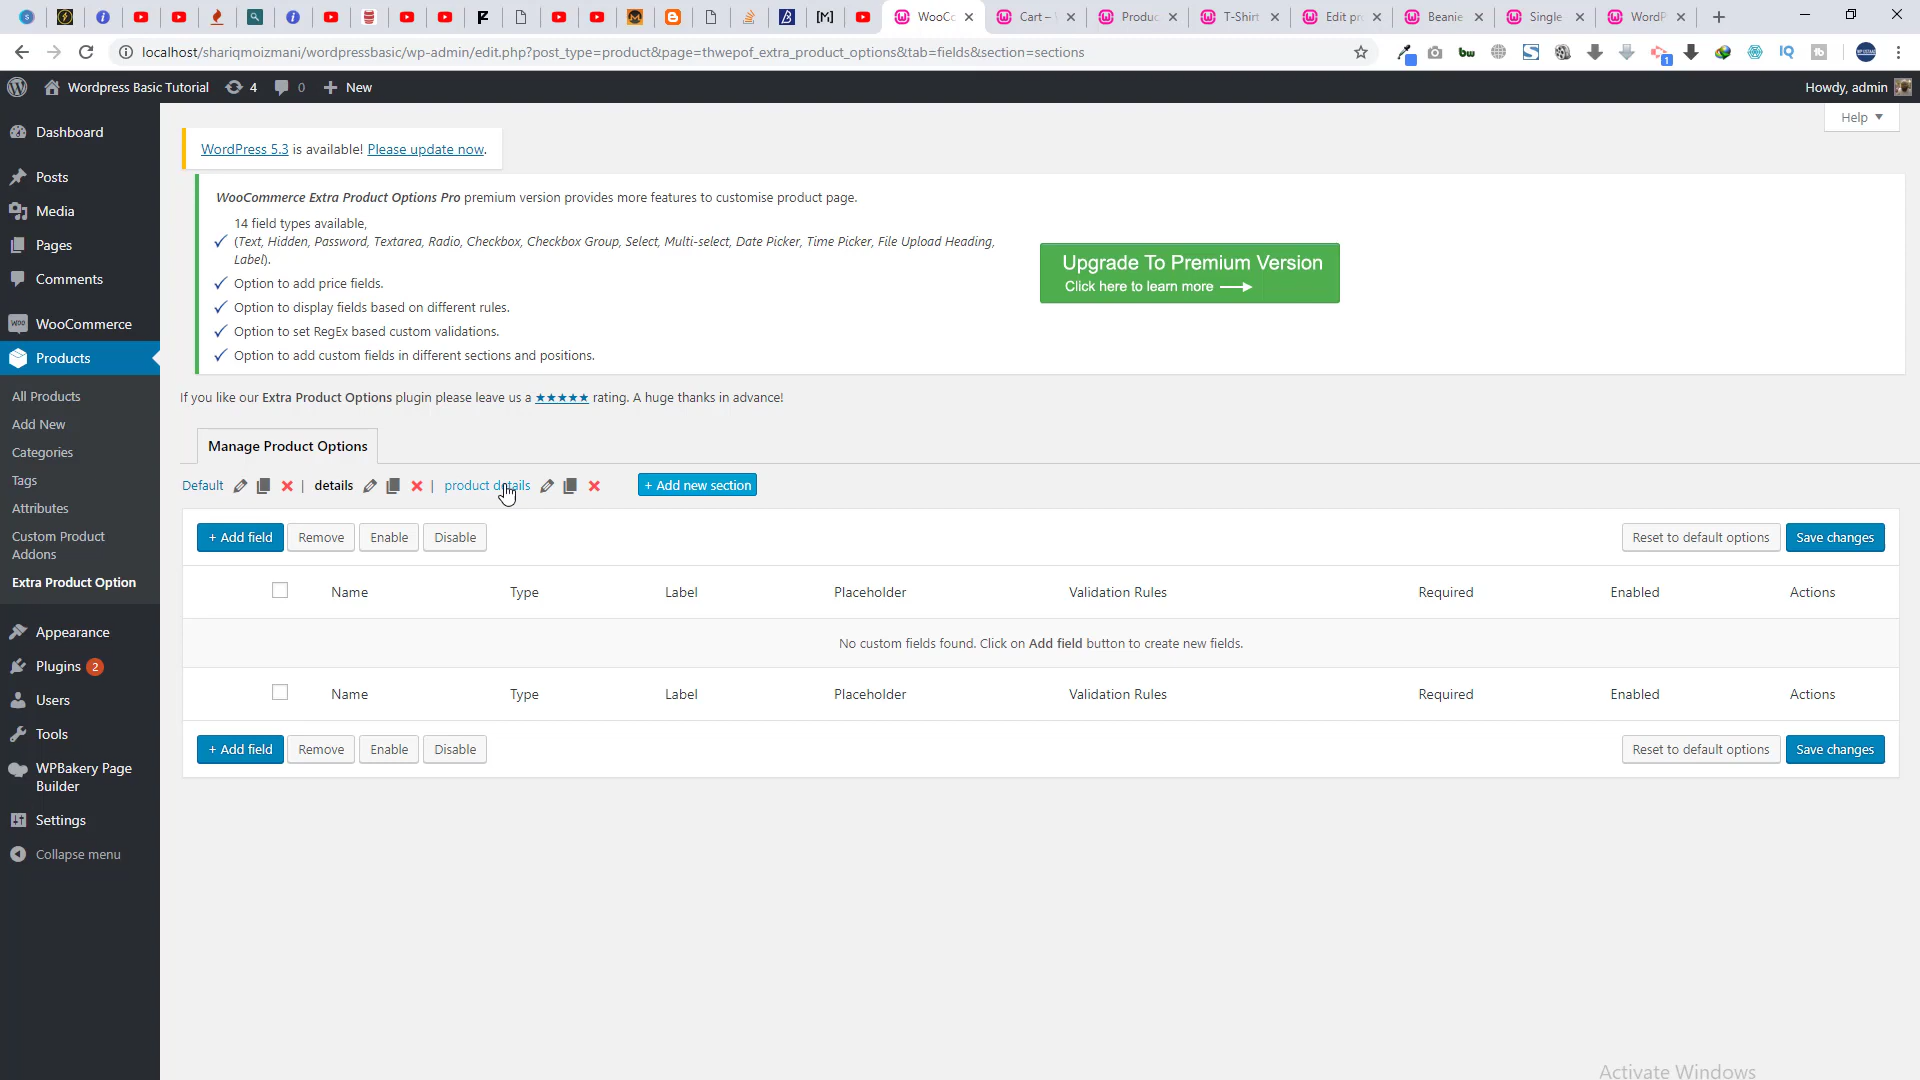 WooCo
Cart –
Produc
T-Shirt
Edit pr
Beanie
Single
WordP
localhost/shariqmoizmani/wordpressbasic/wp-admin/edit.php?post_type=product&page=thwepof_extra_product_options&tab=fields&section=sections
Wordpress Basic Tutorial 4 0 + New
Howdy, admin
Help
Dashboard
Posts
Media
Pages
Comments
WooCommerce
Products
All Products
Add New
Categories
Tags
Attributes
Custom Product
Addons
Extra Product Option
Appearance
Plugins 2
Users
Tools
WPBakery Page
Builder
Settings
Collapse menu
WordPress 5.3 is available! Please update now.
WooCommerce Extra Product Options Pro premium version provides more features to customise product page.
14 field types available,
(Text, Hidden, Password, Textarea, Radio, Checkbox, Checkbox Group, Select, Multi-select, Date Picker, Time Picker, File Upload Heading,
Label).
Option to add price fields.
Option to display fields based on different rules.
Option to set RegEx based custom validations.
Option to add custom fields in different sections and positions.
Upgrade To Premium Version
Click here to learn more
If you like our Extra Product Options plugin please leave us a ★★★★★ rating. A huge thanks in advance!
Manage Product Options
Default | details | product details + Add new section
+ Add field Remove Enable Disable Reset to default options Save changes
Name Type Label Placeholder Validation Rules Required Enabled Actions
No custom fields found. Click on Add field button to create new fields.
Name Type Label Placeholder Validation Rules Required Enabled Actions
+ Add field Remove Enable Disable Reset to default options Save changes
Activate Windows